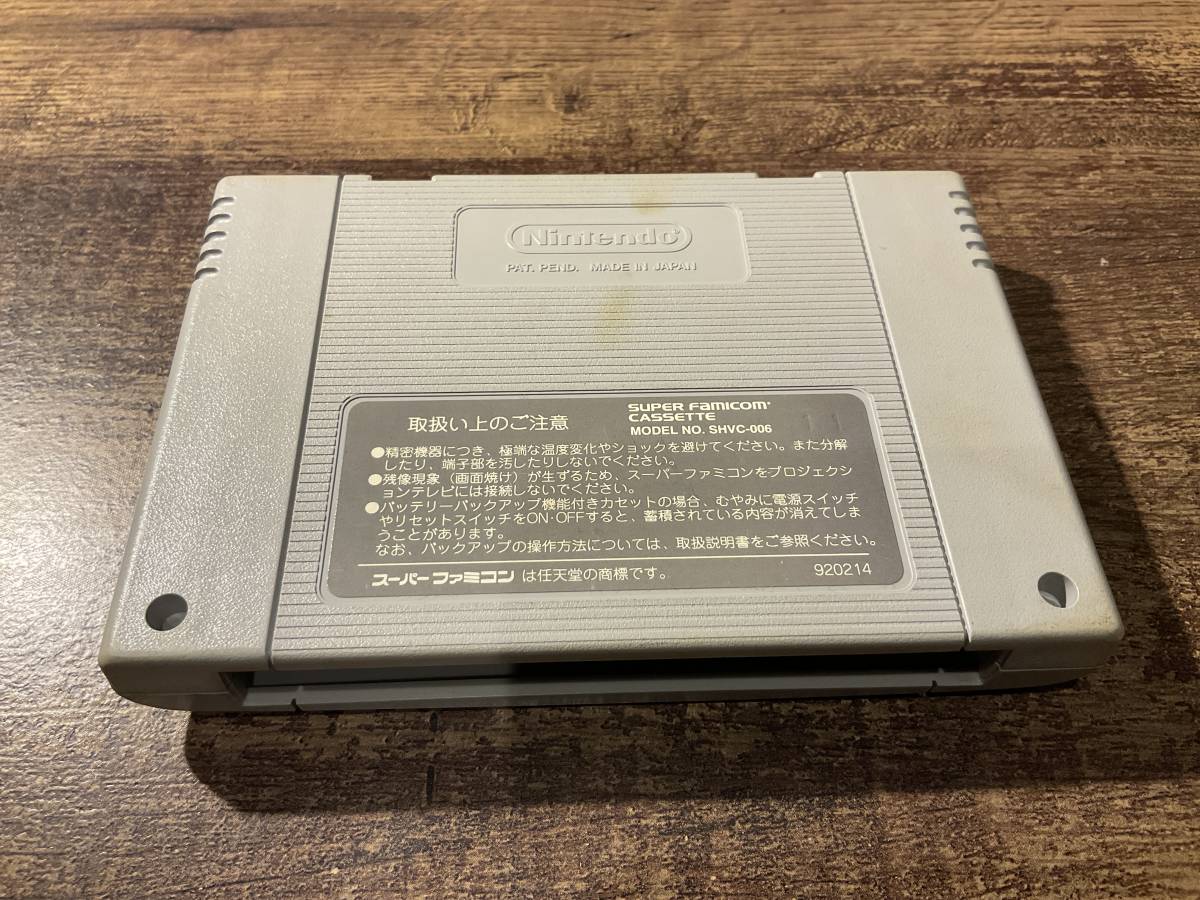 Nintendo
PAT. PEND. MADE IN JAPAN
取扱い上のご注意
SUPER FAMICOM
CASSETTE
MODEL NO. SHVC-006
11
●精密機器につき、極端な温度変化やショックを避けてください。また分解
したり、端子部を汚したりしないでください。
●残像現象（画面焼け）が生ずるため、スーパーファミコンをプロジェクシ
ョンテレビには接続しないでください。
●バッテリーバックアップ機能付きカセットの場合、むやみに電源スイッチ
やリセットスイッチをON・OFFすると、蓄積されている内容が消えてしま
うことがあります。
なお、バックアップの操作方法については、取扱説明書をご参照ください。
スーパーファミコンは任天堂の商標です。
920214